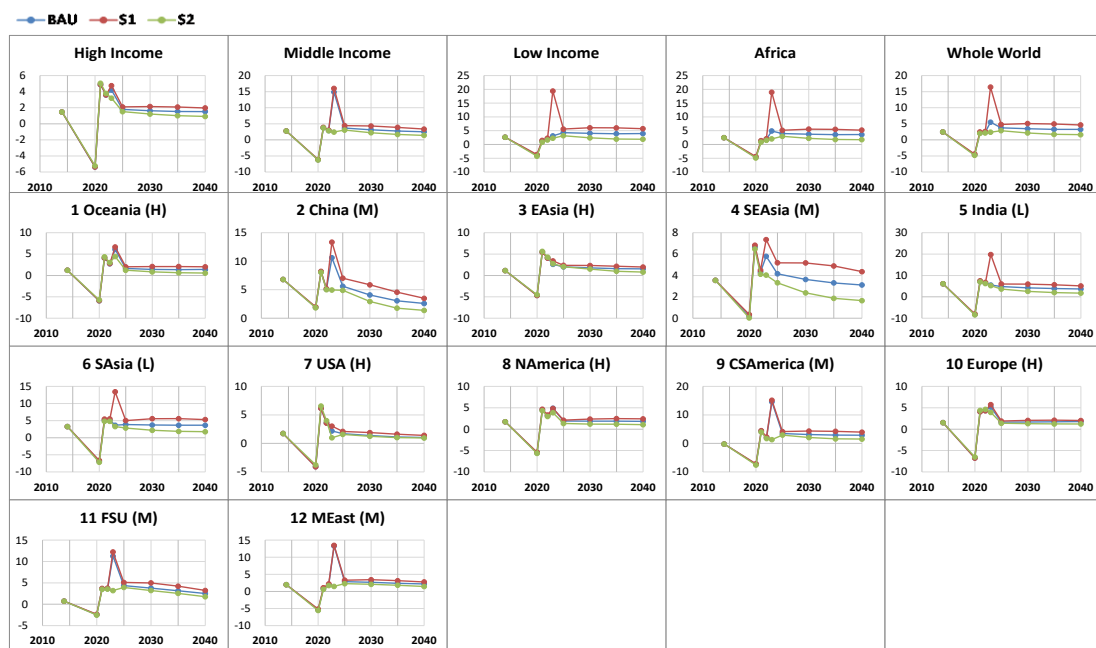 BAU S1 S2
High Income Middle Income Low Income Africa Whole World
6 4 2 0 -2 -4 -6
2010 2020 2030 2040
20 15 10 5 0 -5 -10
2010 2020 2030 2040
25 20 15 10 5 0 -5 -10
2010 2020 2030 2040
25 20 15 10 5 0 -5 -10
2010 2020 2030 2040
20 15 10 5 0 -5 -10
2010 2020 2030 2040
1 Oceania (H) 2 China (M) 3 EAsia (H) 4 SEAsia (M) 5 India (L)
10 5 0 -5 -10
2010 2020 2030 2040
15 10 5 0
2010 2020 2030 2040
10 5 0 -5 -10
2010 2020 2030 2040
8 6 4 2 0
2010 2020 2030 2040
30 20 10 0 -10
2010 2020 2030 2040
6 SAsia (L) 7 USA (H) 8 NAmerica (H) 9 CSAmerica (M) 10 Europe (H)
15 10 5 0 -5 -10
2010 2020 2030 2040
10 5 0 -5
2010 2020 2030 2040
10 5 0 -5 -10
2010 2020 2030 2040
20 10 0 -10
2010 2020 2030 2040
10 5 0 -5 -10
2010 2020 2030 2040
11 FSU (M) 12 MEast (M)
15 10 5 0 -5
2010 2020 2030 2040
15 10 5 0 -5 -10
2010 2020 2030 2040